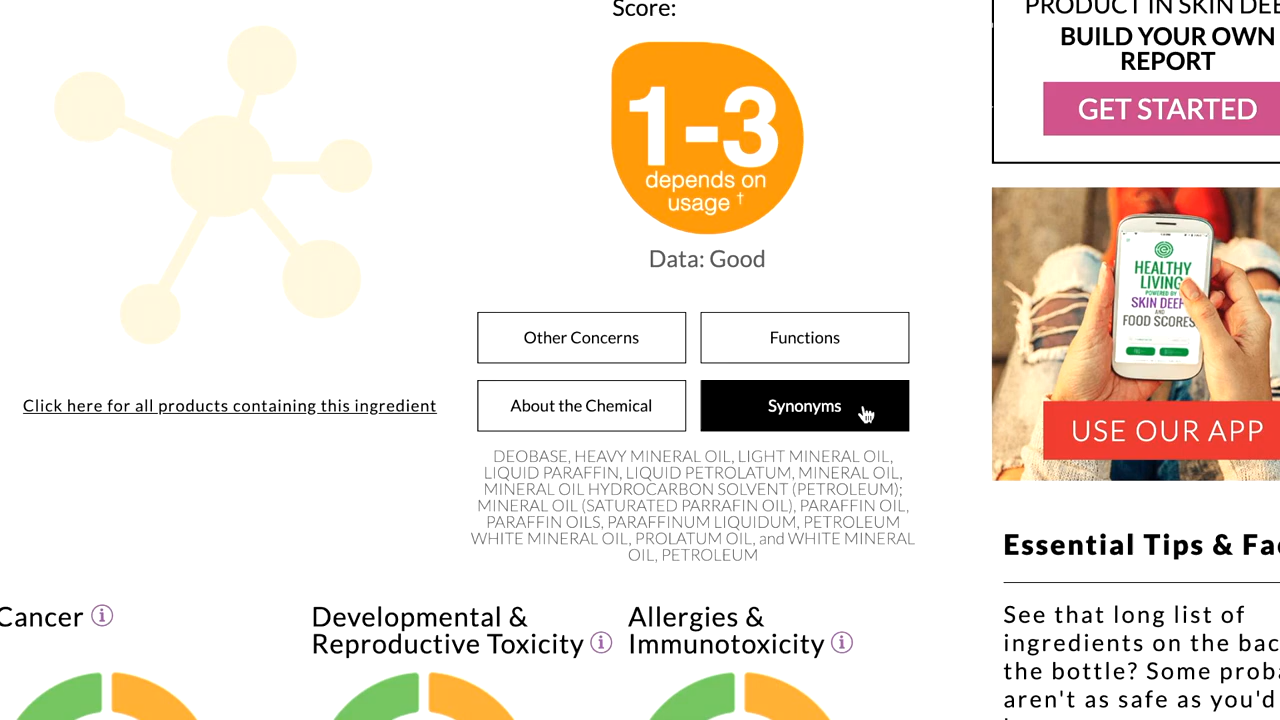 Score:
1-3
depends on
usage †
Data: Good
Other Concerns
Functions
About the Chemical
Synonyms
Click here for all products containing this ingredient
DEOBASE, HEAVY MINERAL OIL, LIGHT MINERAL OIL,
LIQUID PARAFFIN, LIQUID PETROLATUM, MINERAL OIL,
MINERAL OIL HYDROCARBON SOLVENT (PETROLEUM);
MINERAL OIL (SATURATED PARRAFIN OIL), PARAFFIN OIL,
PARAFFIN OILS, PARAFFINUM LIQUIDUM, PETROLEUM
WHITE MINERAL OIL, PROLATUM OIL, and WHITE MINERAL
OIL, PETROLEUM
Cancer
Developmental &
Reproductive Toxicity
Allergies &
Immunotoxicity
PRODUCT IN SKIN DEE
BUILD YOUR OWN
REPORT
GET STARTED
HEALTHY
LIVING
POWERED BY
SKIN DEEP
AND
FOOD SCORES
USE OUR APP
Essential Tips & Fac
See that long list of
ingredients on the bac
the bottle? Some proba
aren't as safe as you'd